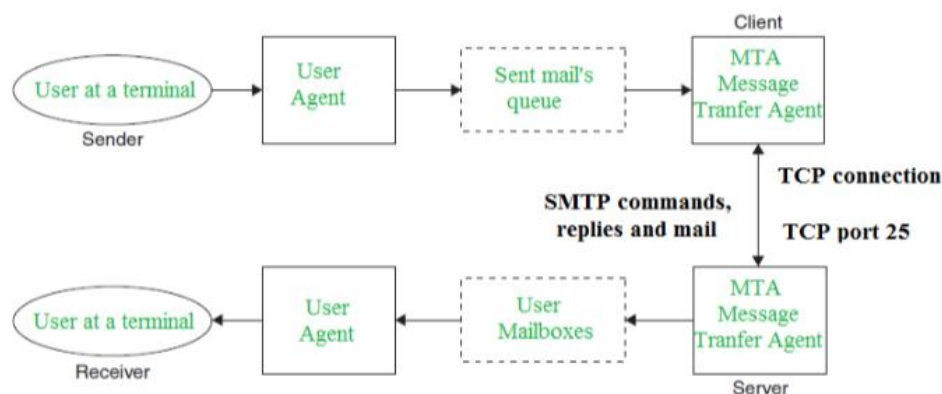 Client
User at a terminal
Sender
User
Agent
Sent mail's
queue
MTA
Message
Tranfer Agent
TCP connection
SMTP commands,
replies and mail
TCP port 25
User at a terminal
Receiver
User
Agent
User
Mailboxes
MTA
Message
Tranfer Agent
Server